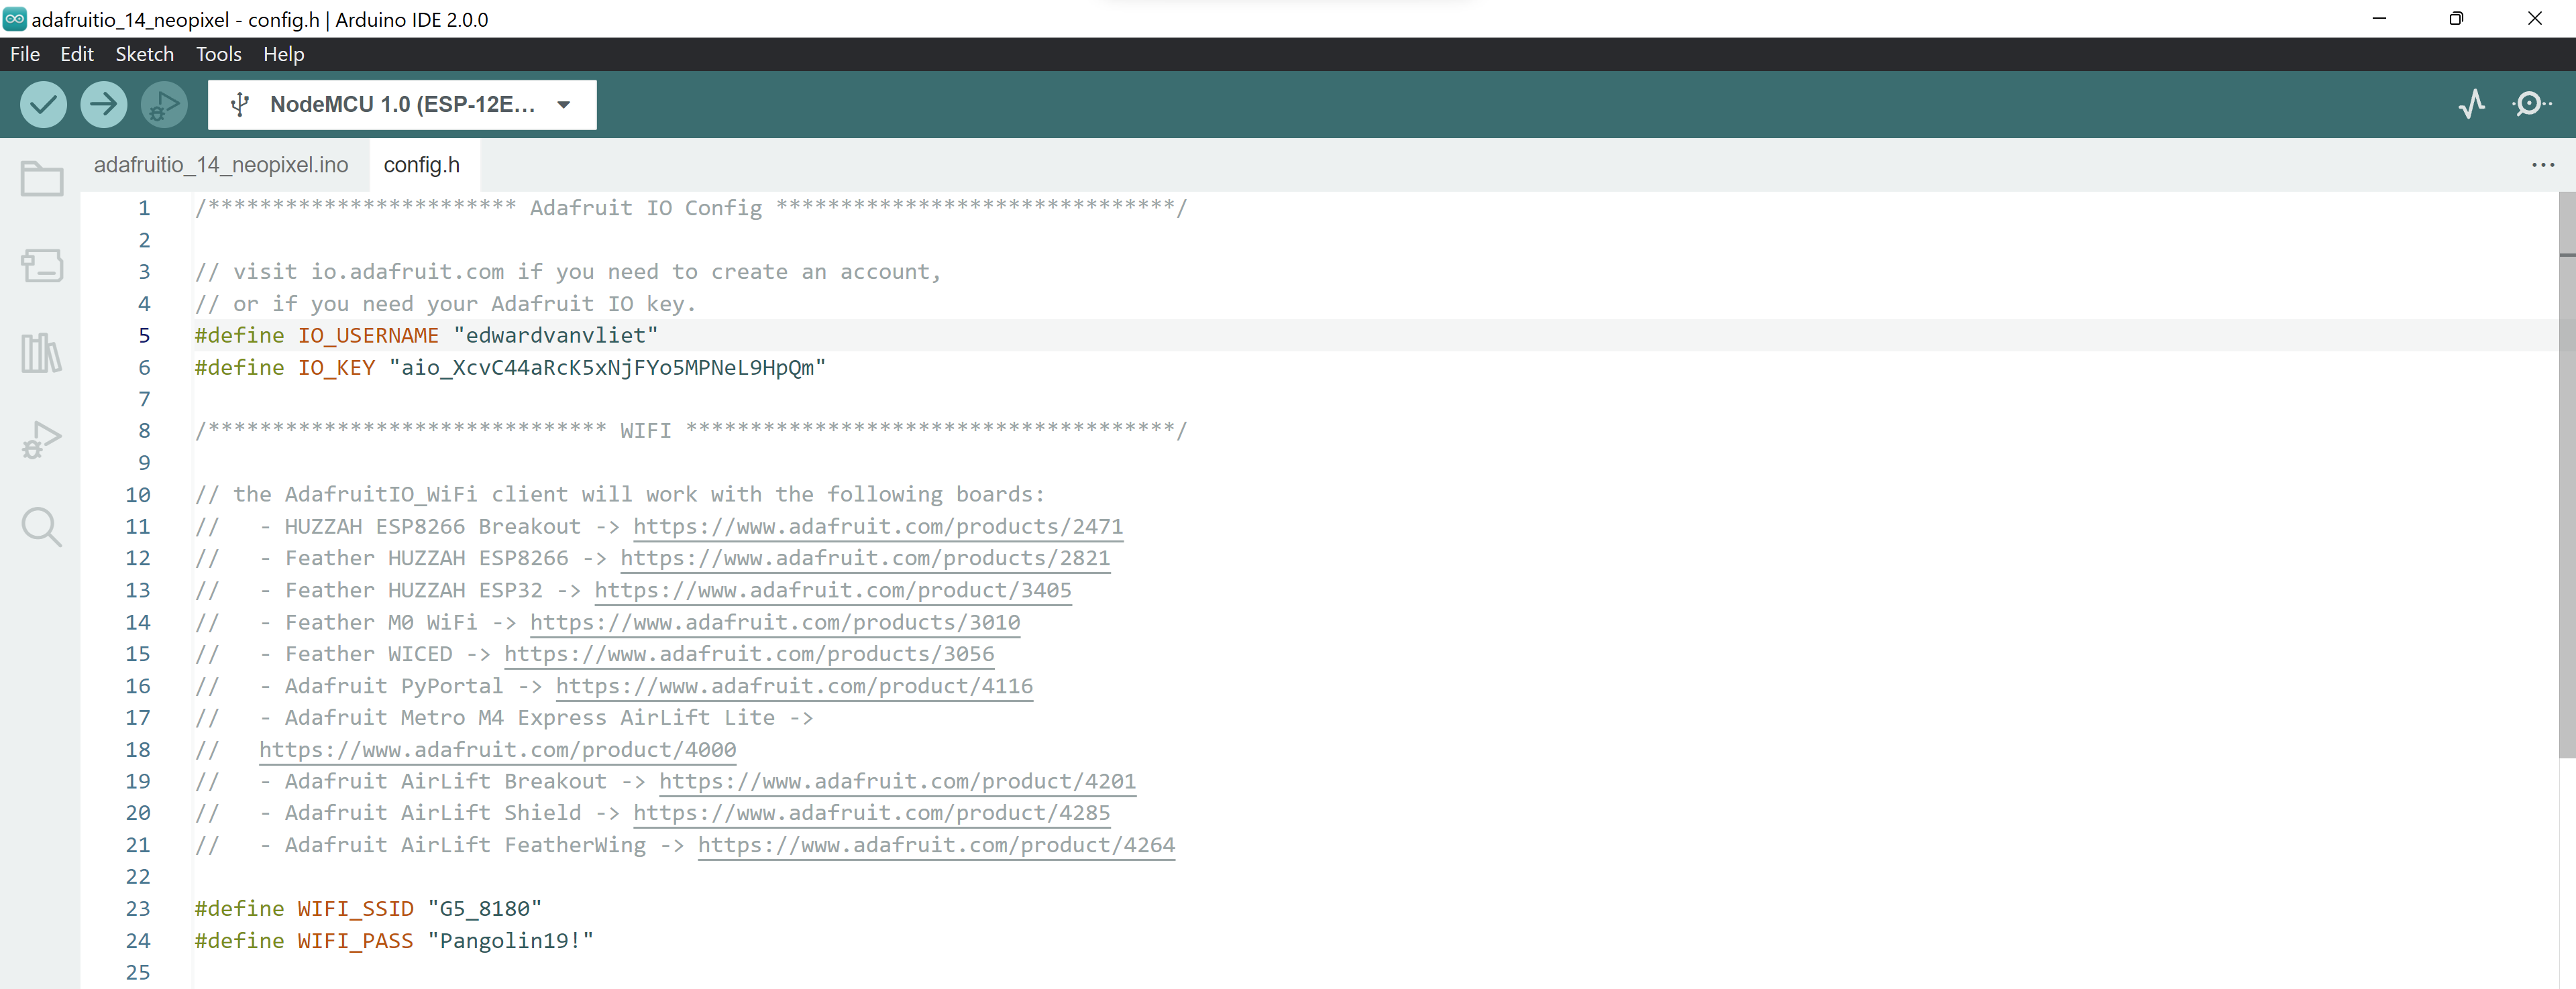 adafruitio_14_neopixel - config.h | Arduino IDE 2.0.0
File Edit Sketch Tools Help
NodeMCU 1.0 (ESP-12E...
adafruitio_14_neopixel.ino config.h
1 /************************ Adafruit IO Config *******************************/
2
3 // visit io.adafruit.com if you need to create an account,
4 // or if you need your Adafruit IO key.
5 #define IO_USERNAME "edwardvanvliet"
6 #define IO_KEY "aio_XcvC44aRcK5xNjFYo5MPNeL9HpQm"
7
8 /******************************* WIFI **************************************/
9
10 // the AdafruitIO_WiFi client will work with the following boards:
11 //   - HUZZAH ESP8266 Breakout -> https://www.adafruit.com/products/2471
12 //   - Feather HUZZAH ESP8266 -> https://www.adafruit.com/products/2821
13 //   - Feather HUZZAH ESP32 -> https://www.adafruit.com/product/3405
14 //   - Feather M0 WiFi -> https://www.adafruit.com/products/3010
15 //   - Feather WICED -> https://www.adafruit.com/products/3056
16 //   - Adafruit PyPortal -> https://www.adafruit.com/product/4116
17 //   - Adafruit Metro M4 Express AirLift Lite ->
18 //   https://www.adafruit.com/product/4000
19 //   - Adafruit AirLift Breakout -> https://www.adafruit.com/product/4201
20 //   - Adafruit AirLift Shield -> https://www.adafruit.com/product/4285
21 //   - Adafruit AirLift FeatherWing -> https://www.adafruit.com/product/4264
22
23 #define WIFI_SSID "G5_8180"
24 #define WIFI_PASS "Pangolin19!"
25